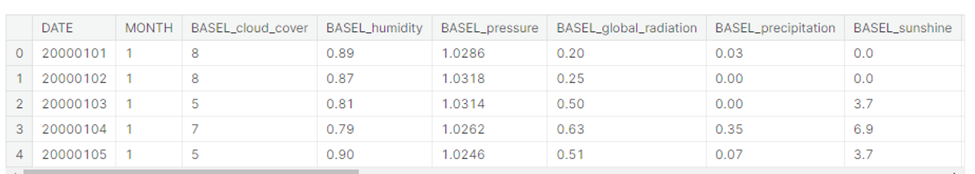 DATE MONTH BASEL_cloud_cover BASEL_humidity BASEL_pressure BASEL_global_radiation BASEL_precipitation BASEL_sunshine
0 20000101 1 8 0.89 1.0286 0.20 0.03 0.0
1 20000102 1 8 0.87 1.0318 0.25 0.00 0.0
2 20000103 1 5 0.81 1.0314 0.50 0.00 3.7
3 20000104 1 7 0.79 1.0262 0.63 0.35 6.9
4 20000105 1 5 0.90 1.0246 0.51 0.07 3.7